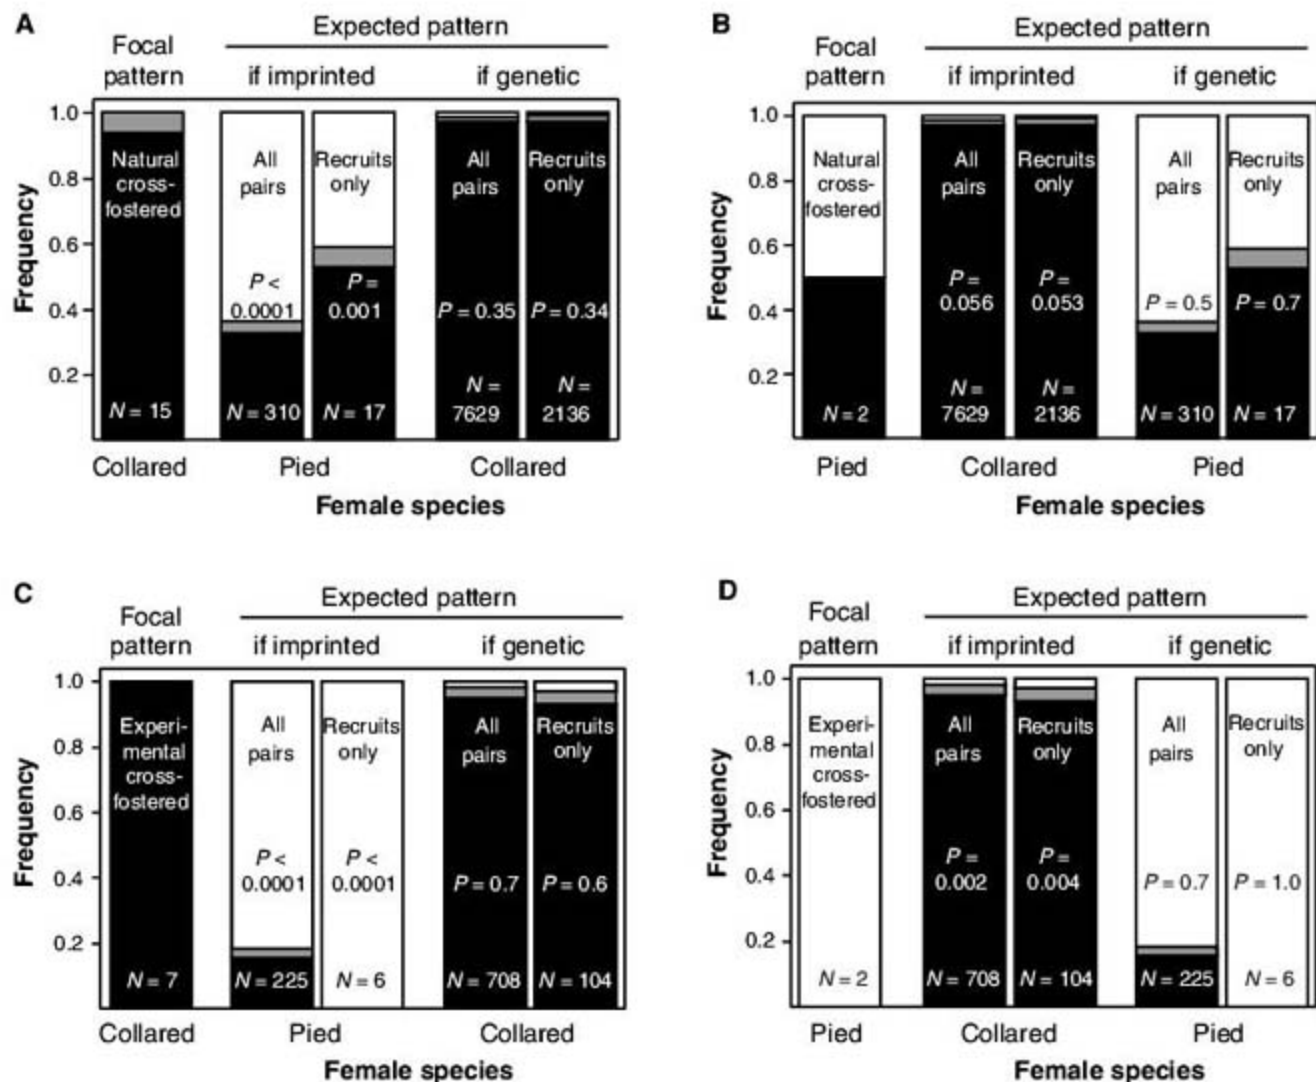 A
Expected pattern
Focal
pattern
if imprinted
if genetic
1.0
0.8
0.6
0.4
0.2
Frequency
Natural
cross-
fostered
N = 15
All
pairs
P <
0.0001
N = 310
Recruits
only
P =
0.001
N = 17
All
pairs
P = 0.35
N =
7629
Recruits
only
P = 0.34
N =
2136
Collared
Pied
Collared
Female species
B
Expected pattern
Focal
pattern
if imprinted
if genetic
1.0
0.8
0.6
0.4
0.2
Frequency
Natural
cross-
fostered
N = 2
All
pairs
P =
0.056
N =
7629
Recruits
only
P =
0.053
N =
2136
All
pairs
P = 0.5
N = 310
Recruits
only
P = 0.7
N = 17
Pied
Collared
Pied
Female species
C
Expected pattern
Focal
pattern
if imprinted
if genetic
1.0
0.8
0.6
0.4
0.2
Frequency
Experi-
mental
cross-
fostered
N = 7
All
pairs
P <
0.0001
N = 225
Recruits
only
P <
0.0001
N = 6
All
pairs
P = 0.7
N = 708
Recruits
only
P = 0.6
N = 104
Collared
Pied
Collared
Female species
D
Expected pattern
Focal
pattern
if imprinted
if genetic
1.0
0.8
0.6
0.4
0.2
Frequency
Experi-
mental
cross-
fostered
N = 2
All
pairs
P =
0.002
N = 708
Recruits
only
P =
0.004
N = 104
All
pairs
P = 0.7
N = 225
Recruits
only
P = 1.0
N = 6
Pied
Collared
Pied
Female species